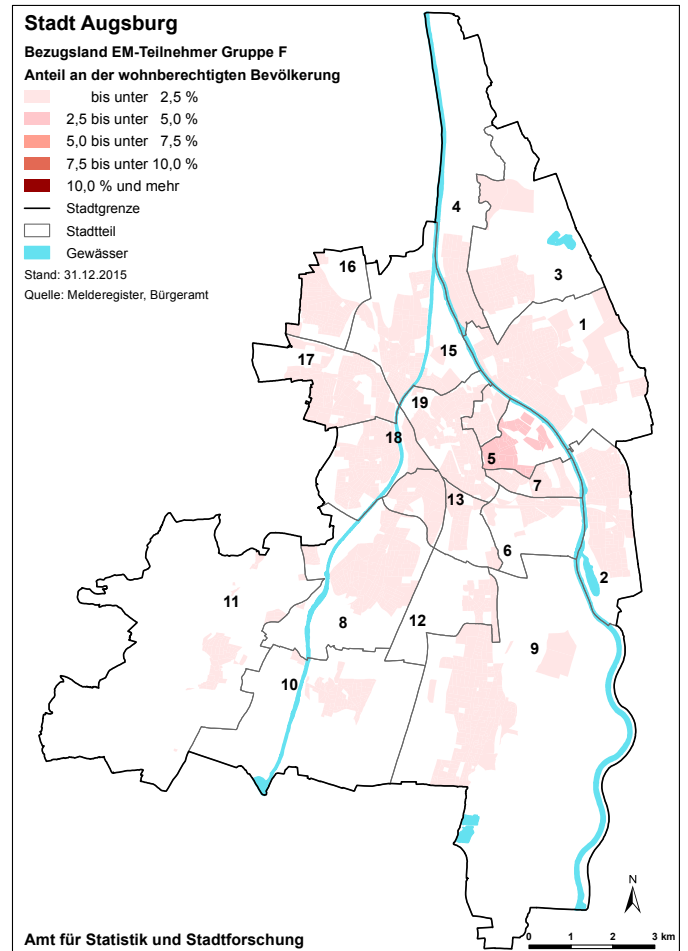 Stadt Augsburg
Bezugsland EM-Teilnehmer Gruppe F
Anteil an der wohnberechtigten Bevölkerung
bis unter 2,5 %
2,5 bis unter 5,0 %
5,0 bis unter 7,5 %
7,5 bis unter 10,0 %
10,0 % und mehr
Stadtgrenze
Stadtteil
Gewässer
Stand: 31.12.2015
Quelle: Melderegister, Bürgeramt
4
16
3
1
15
17
19
18
5
7
13
6
2
11
8
12
9
10
N
Amt für Statistik und Stadtforschung
0 1 2 3 km